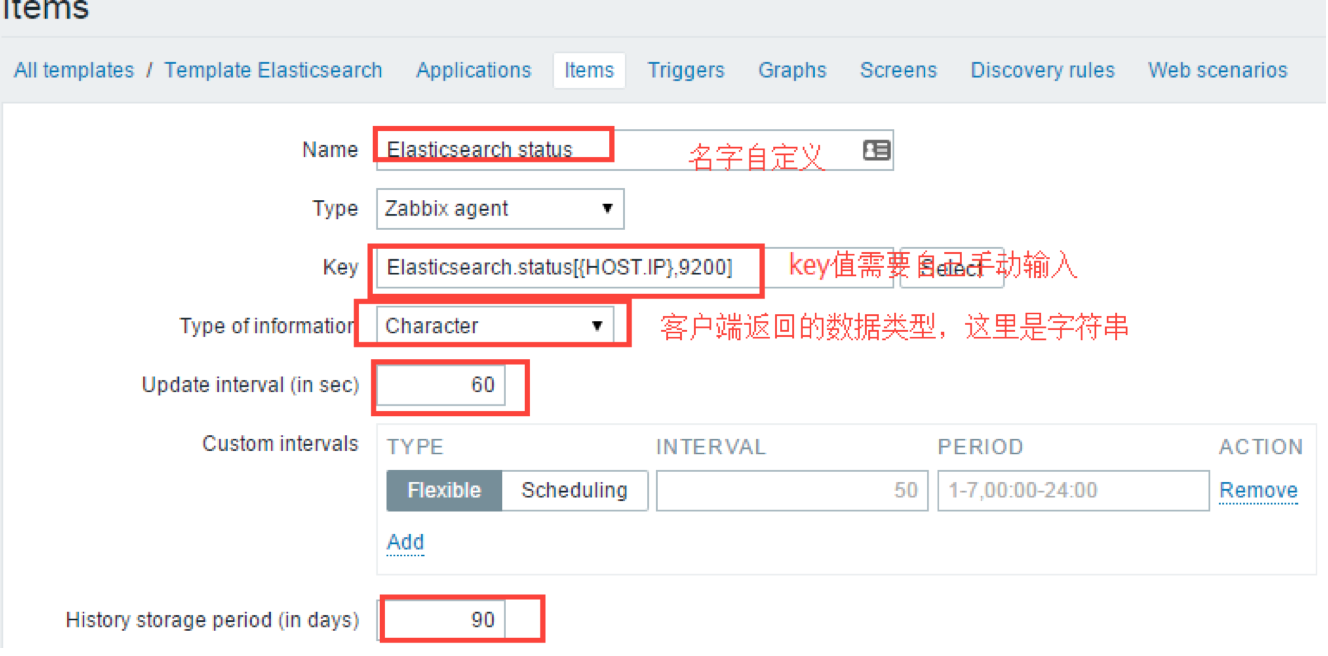 Items
All templates / Template Elasticsearch Applications Items Triggers Graphs Screens Discovery rules Web scenarios
Name Elasticsearch status 名字自定义
Type Zabbix agent
Key Elasticsearch.status[{HOST.IP},9200] Select key值需要自己手动输入
Type of information Character 客户端返回的数据类型，这里是字符串
Update interval (in sec) 60
Custom intervals TYPE INTERVAL PERIOD ACTION
Flexible Scheduling 50 1-7,00:00-24:00 Remove
Add
History storage period (in days) 90